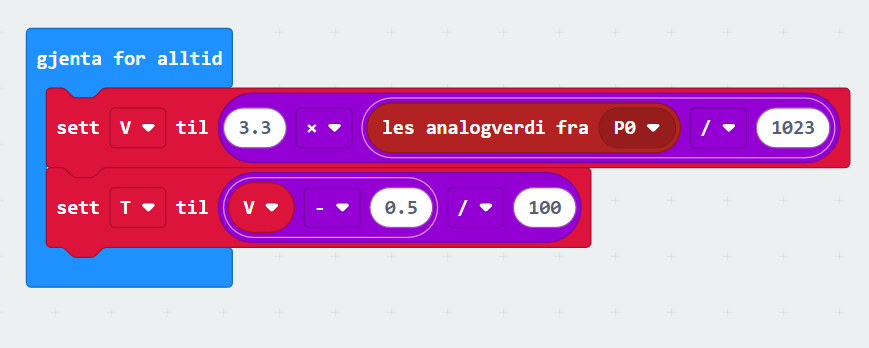 gjenta for alltid
sett V til 3.3 × les analogverdi fra P0 / 1023
sett T til V - 0.5 / 100